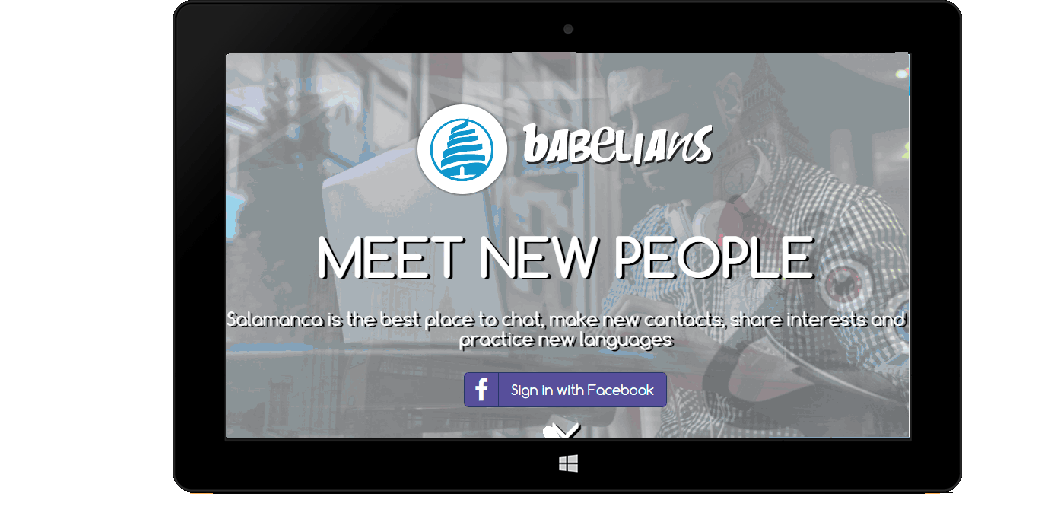 babelians
MEET NEW PEOPLE
Salamanca is the best place to chat, make new contacts, share interests and
practice new languages
f Sign in with Facebook